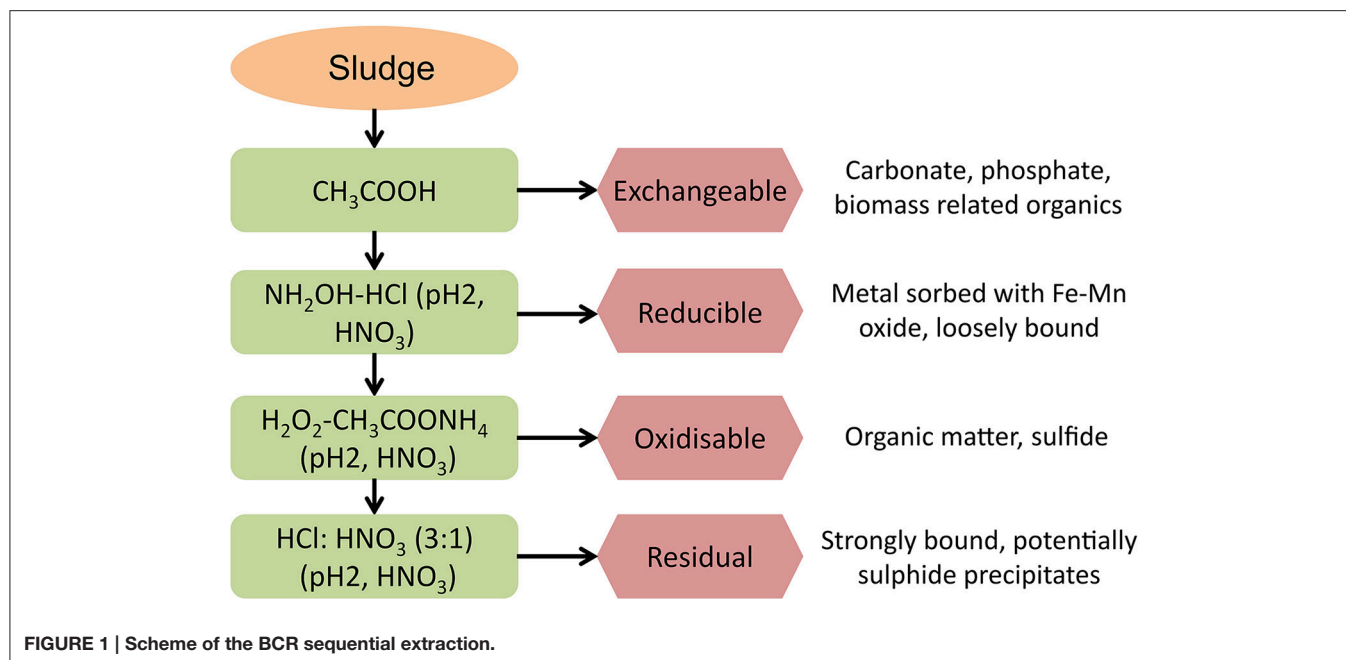 Sludge
CH₃COOH
Exchangeable
Carbonate, phosphate,
biomass related organics
NH₂OH-HCl (pH2,
HNO₃)
Reducible
Metal sorbed with Fe-Mn
oxide, loosely bound
H₂O₂-CH₃COONH₄
(pH2, HNO₃)
Oxidisable
Organic matter, sulfide
HCl: HNO₃ (3:1)
(pH2, HNO₃)
Residual
Strongly bound, potentially
sulphide precipitates
FIGURE 1 | Scheme of the BCR sequential extraction.